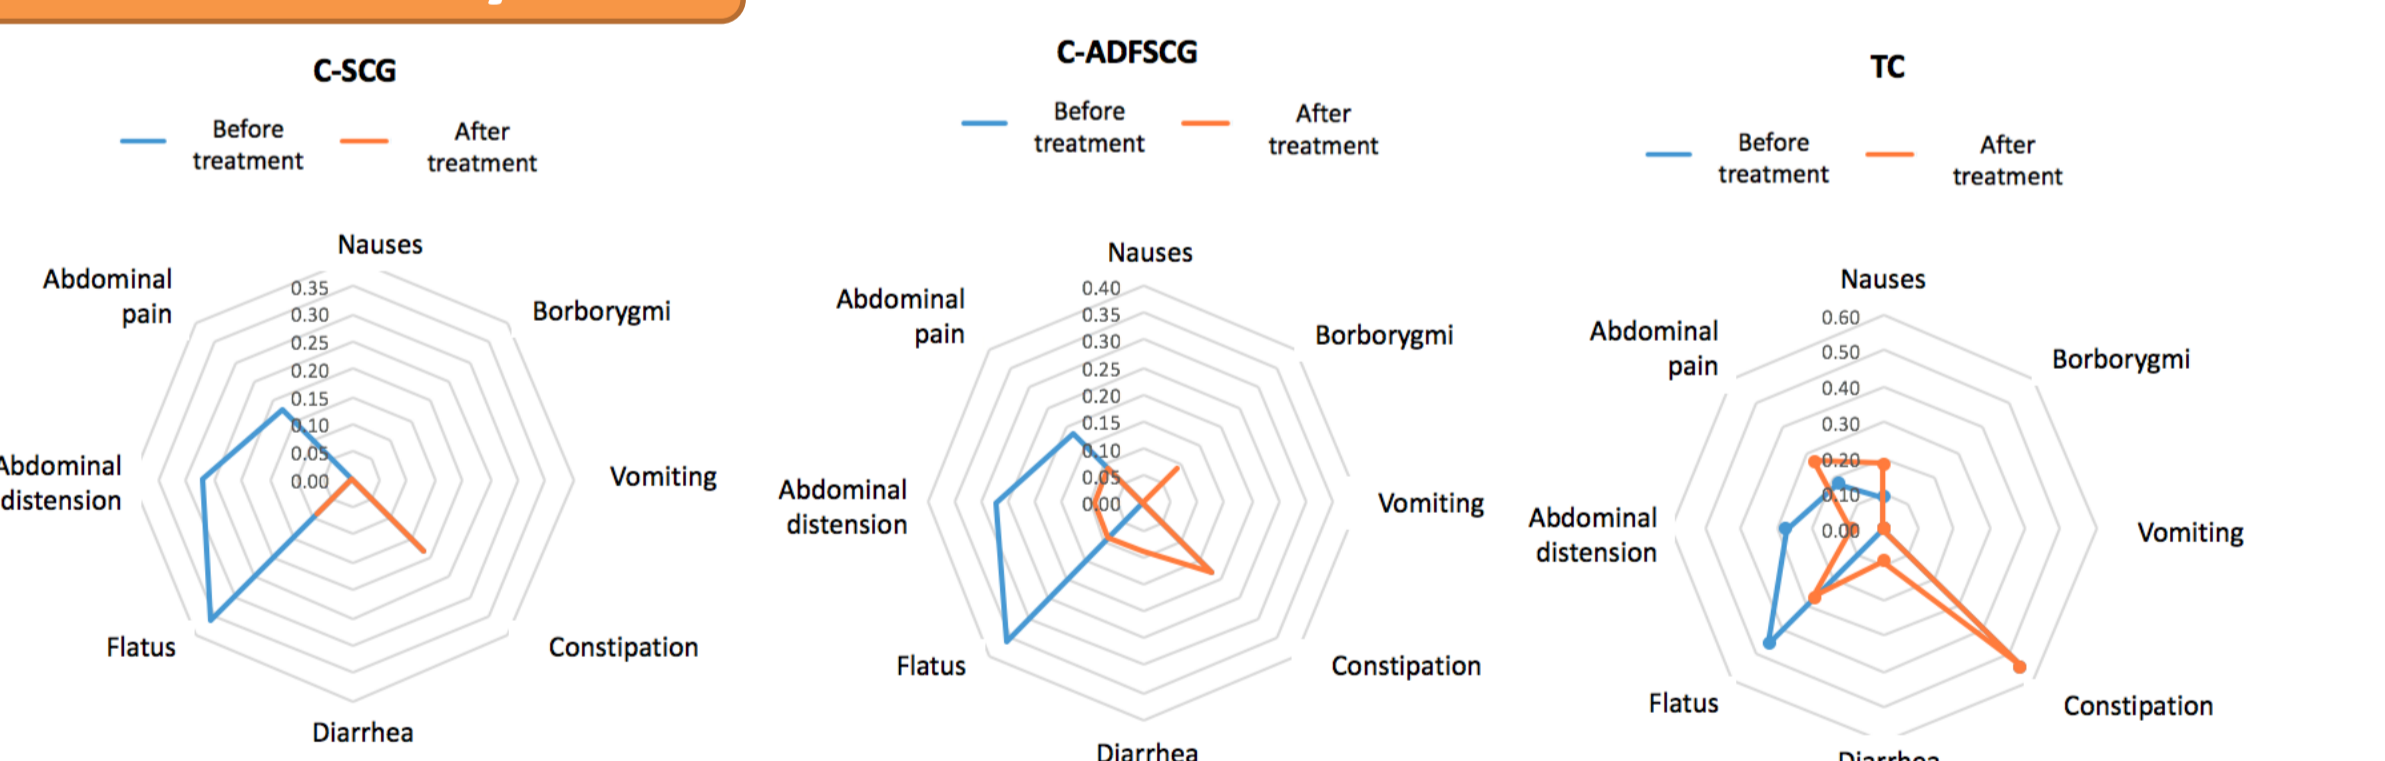 C-SCG
Before
treatment
After
treatment
Nauses
Abdominal
pain
Borborygmi
0.35
0.30
0.25
0.20
0.15
0.10
0.05
0.00
Abdominal
distension
Vomiting
Flatus
Constipation
Diarrhea
C-ADFSCG
Before
treatment
After
treatment
Nauses
Abdominal
pain
Borborygmi
0.40
0.35
0.30
0.25
0.20
0.15
0.10
0.05
0.00
Abdominal
distension
Vomiting
Flatus
Constipation
Diarrhea
TC
Before
treatment
After
treatment
Nauses
Abdominal
pain
Borborygmi
0.60
0.50
0.40
0.30
0.20
0.10
0.00
Abdominal
distension
Vomiting
Flatus
Constipation
Diarrhea